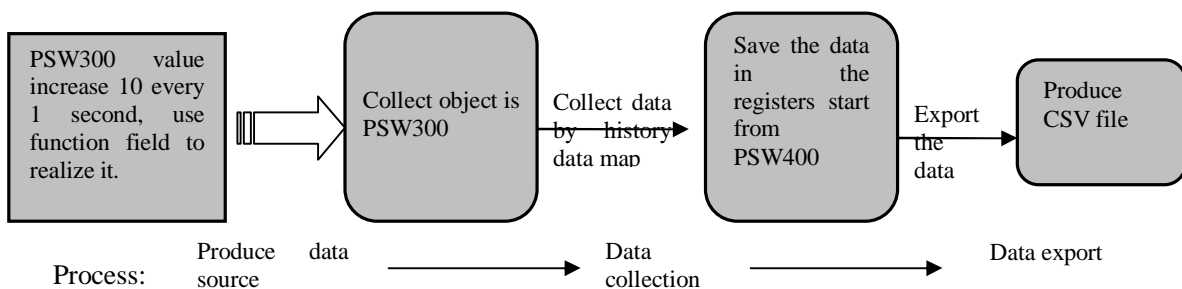 PSW300 value
increase 10 every
1 second, use
function field to
realize it.
Collect object is
PSW300
Collect data
by history
data map
Save the data
in the
registers start
from
PSW400
Export
the
data
Produce
CSV file
Process:
Produce data
source
Data
collection
Data export